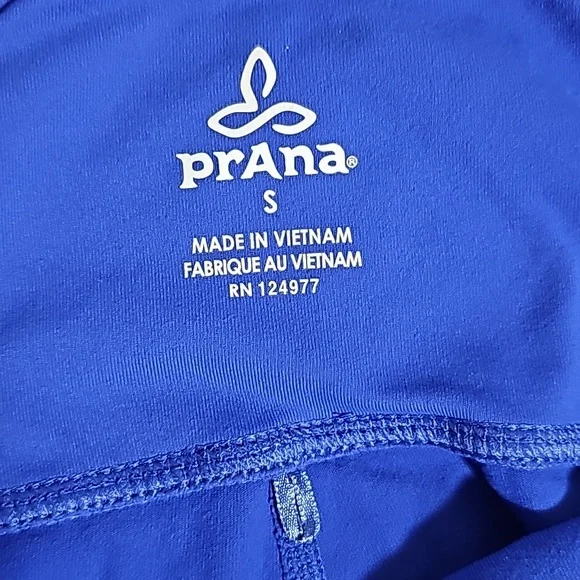 prAna®
S
MADE IN VIETNAM
FABRIQUE AU VIETNAM
RN 124977